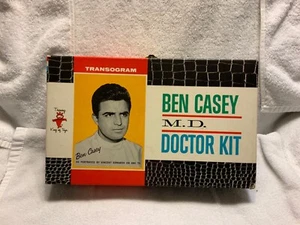 TRANSOGRAM
Ben Casey
BEN CASEY
M.D.
DOCTOR KIT